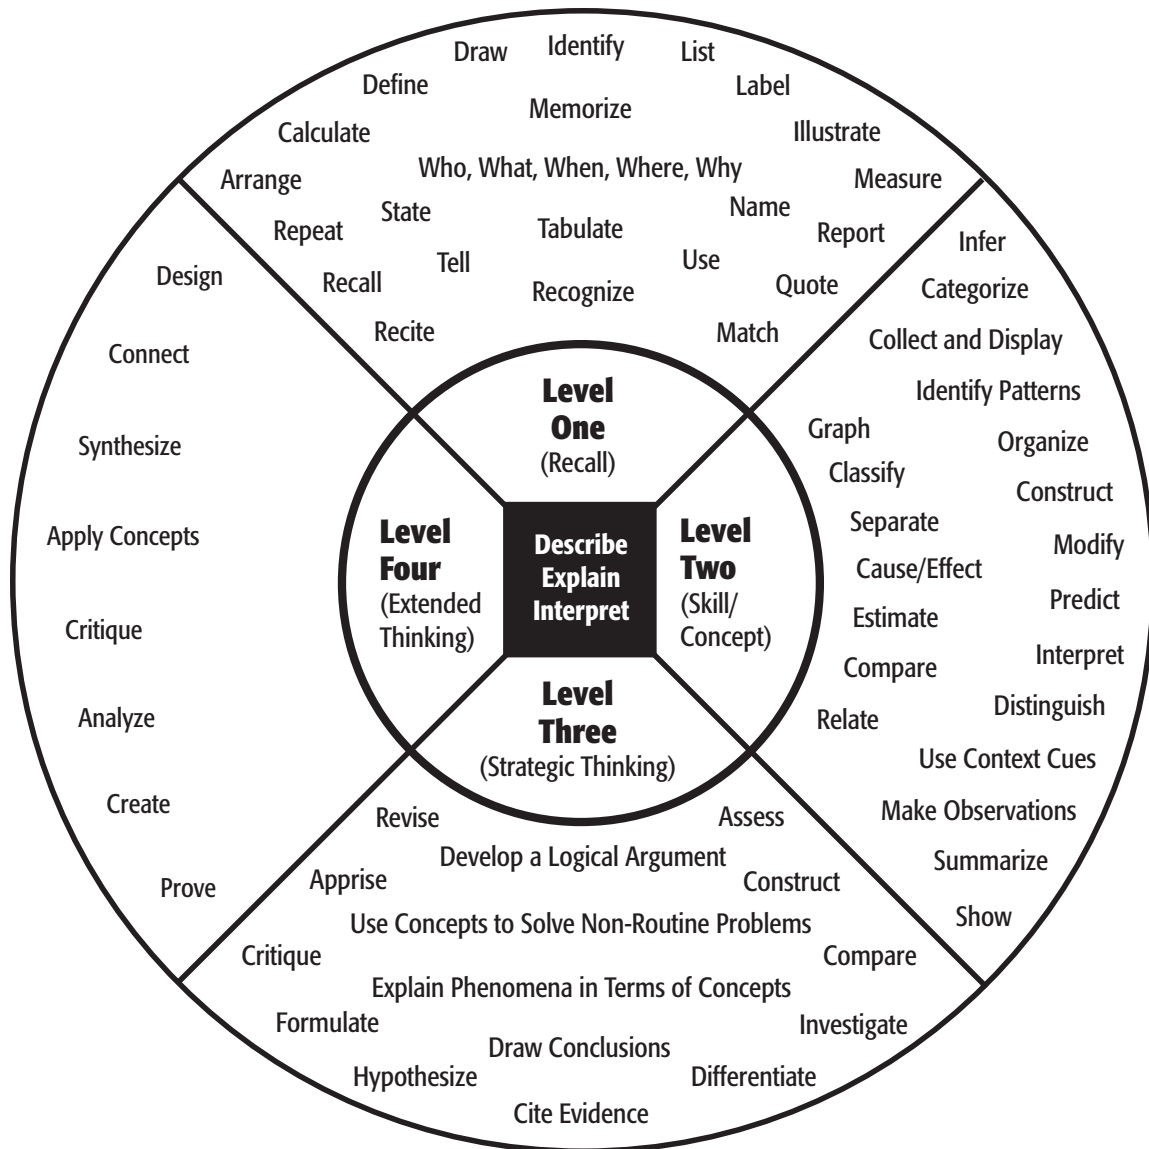 Draw
Identify
List
Define
Label
Memorize
Calculate
Illustrate
Who, What, When, Where, Why
Arrange
Measure
State
Name
Repeat
Tabulate
Report
Tell
Use
Recall
Recognize
Quote
Recite
Match
Level
One
(Recall)
Infer
Categorize
Collect and Display
Identify Patterns
Graph
Organize
Classify
Construct
Separate
Modify
Cause/Effect
Predict
Estimate
Interpret
Compare
Distinguish
Relate
Use Context Cues
Make Observations
Summarize
Show
Level
Two
(Skill/
Concept)
Describe
Explain
Interpret
Level
Three
(Strategic Thinking)
Revise
Assess
Develop a Logical Argument
Apprise
Construct
Use Concepts to Solve Non-Routine Problems
Critique
Compare
Explain Phenomena in Terms of Concepts
Formulate
Investigate
Draw Conclusions
Hypothesize
Differentiate
Cite Evidence
Level
Four
(Extended
Thinking)
Design
Connect
Synthesize
Apply Concepts
Critique
Analyze
Create
Prove